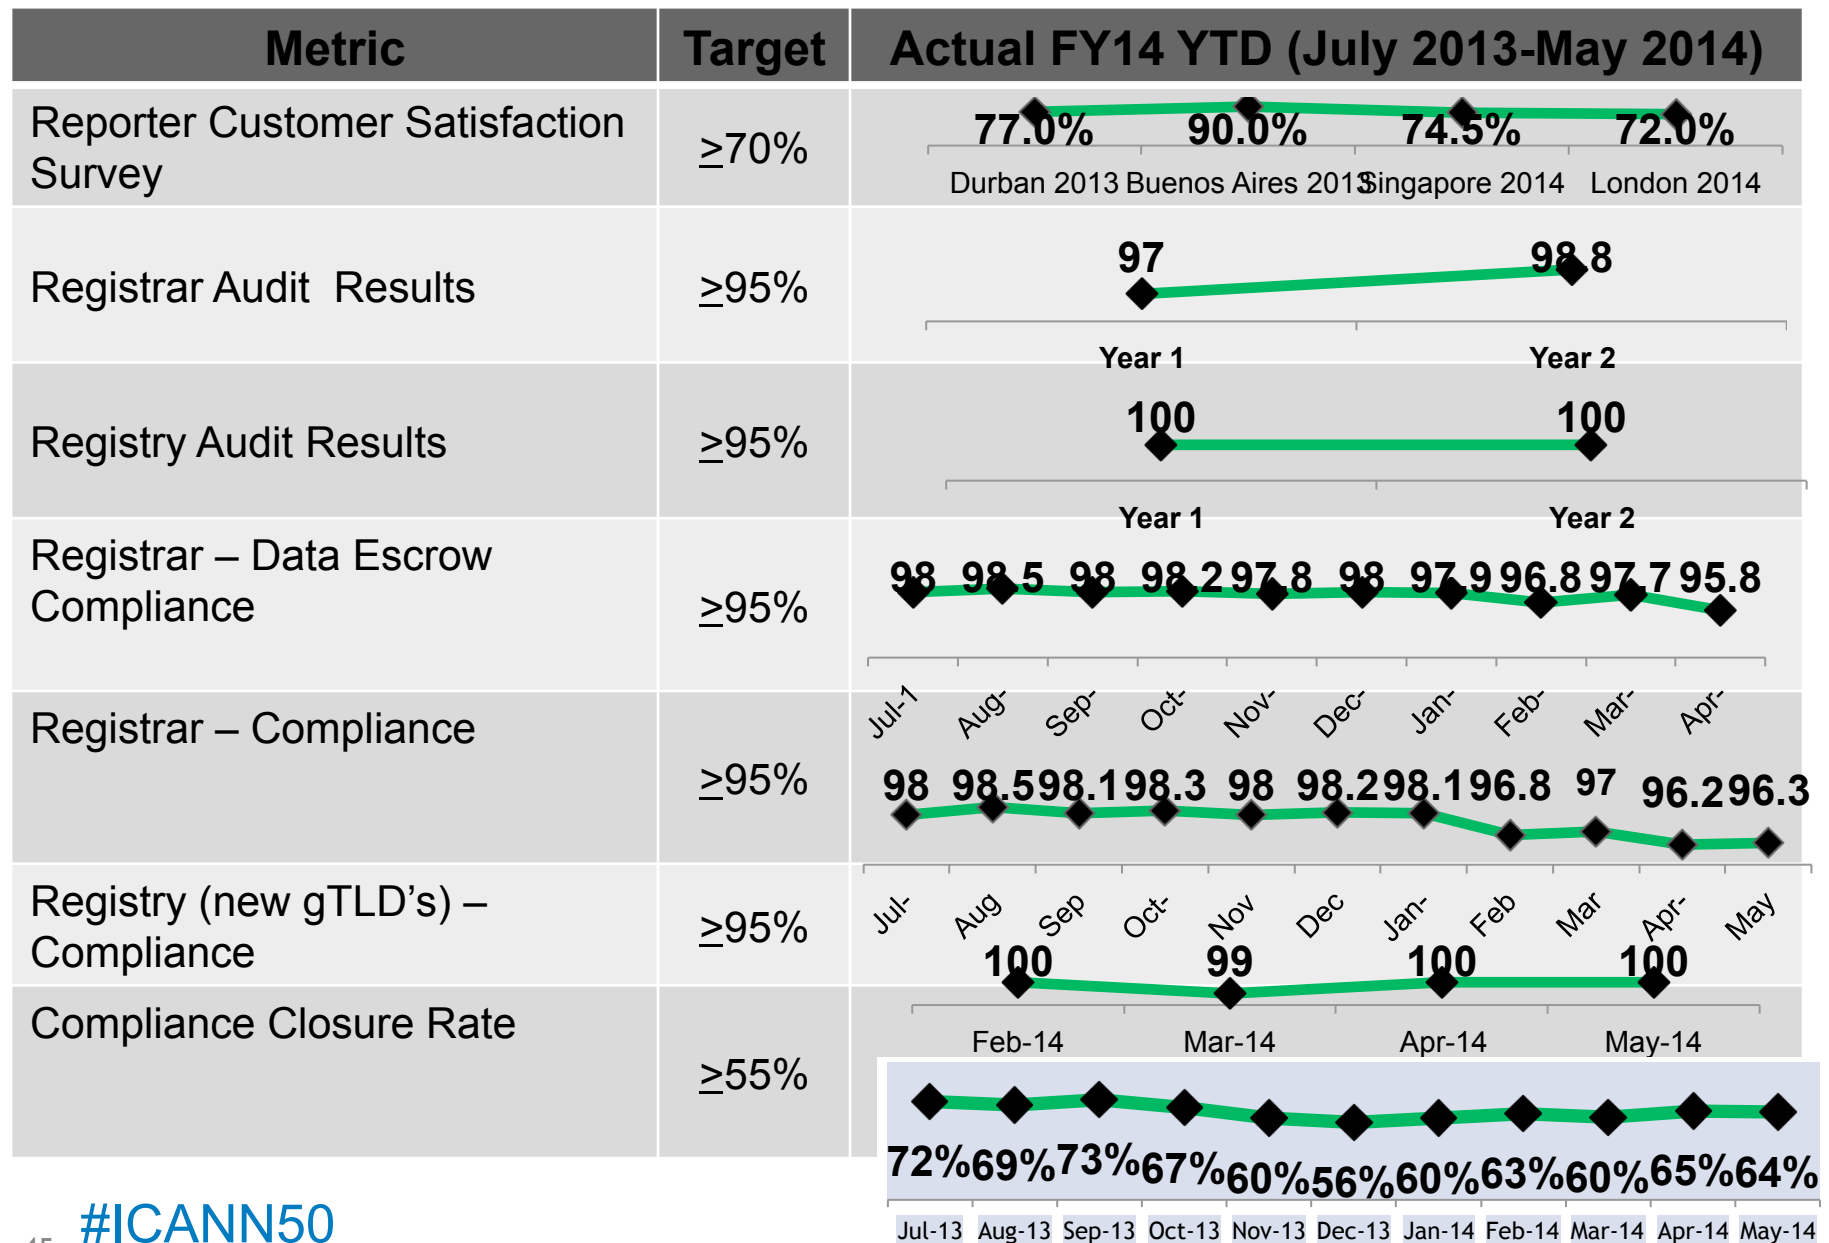 Metric Target Actual FY14 YTD (July 2013-May 2014)
Reporter Customer Satisfaction
Survey
≥70%
77.0% 90.0% 74.5% 72.0%
Durban 2013 Buenos Aires 2013 Singapore 2014 London 2014
Registrar Audit Results
≥95%
97 98.8
Year 1 Year 2
Registry Audit Results
≥95%
100 100
Year 1 Year 2
Registrar – Data Escrow
Compliance
≥95%
98 98.5 98 98.2 97.8 98 97.9 96.8 97.7 95.8
Jul-1 Aug- Sep- Oct- Nov- Dec- Jan- Feb- Mar- Apr-
Registrar – Compliance
≥95%
98 98.5 98.1 98.3 98 98.2 98.1 96.8 97 96.2 96.3
Jul- Aug Sep Oct- Nov Dec Jan- Feb Mar Apr- May
Registry (new gTLD’s) –
Compliance
≥95%
100 99 100 100
Feb-14 Mar-14 Apr-14 May-14
Compliance Closure Rate
≥55%
72% 69% 73% 67% 60% 56% 60% 63% 60% 65% 64%
Jul-13 Aug-13 Sep-13 Oct-13 Nov-13 Dec-13 Jan-14 Feb-14 Mar-14 Apr-14 May-14
#ICANN50